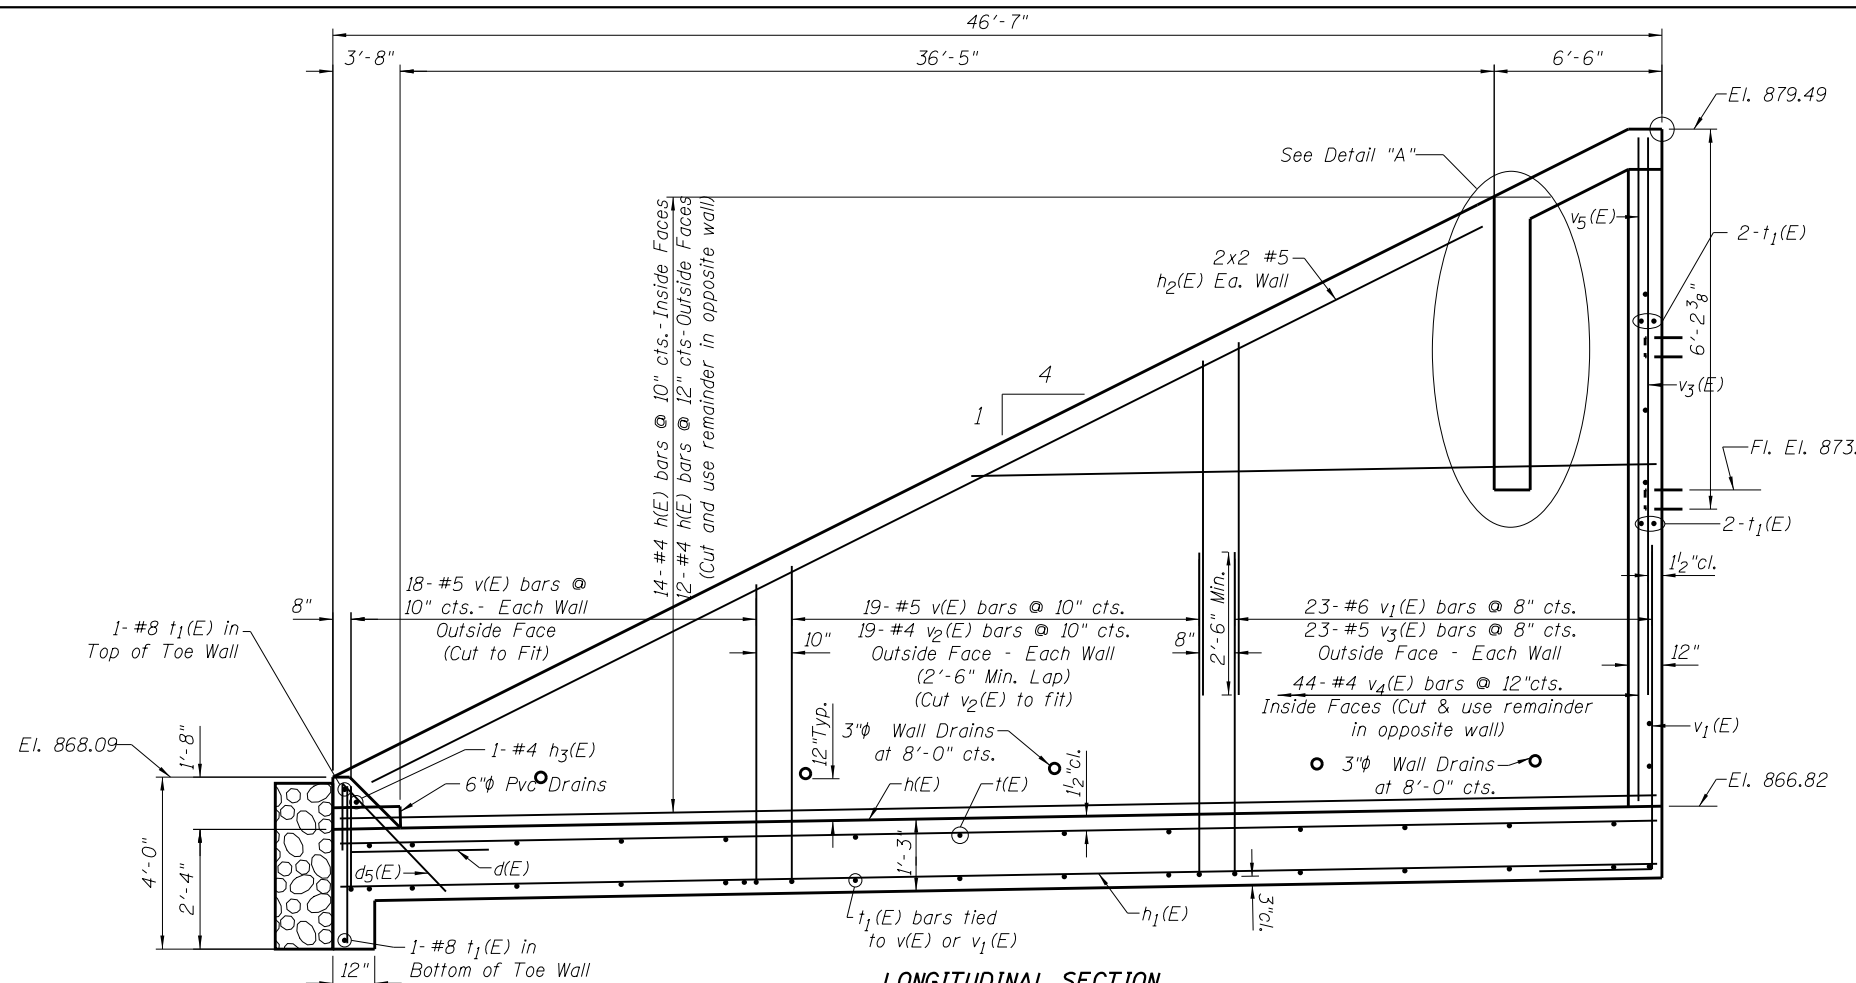 46'-7"
3'-8"
36'-5"
6'-6"
El. 879.49
See Detail "A"
v5(E)
2-t1(E)
2x2 #5
h2(E) Ea. Wall
6'-2 3/8"
14-#4 h(E) bars @ 10" cts.-Inside Faces
12-#4 h(E) bars @ 12" cts-Outside Faces
(Cut and use remainder in opposite wall)
4
1
v3(E)
Fl. El. 873.
2-t1(E)
1 1/2"cl.
18-#5 v(E) bars @
10" cts.- Each Wall
Outside Face
(Cut to Fit)
8"
1-#8 t1(E) in
Top of Toe Wall
19-#5 v(E) bars @ 10" cts.
19-#4 v2(E) bars @ 10" cts.
Outside Face - Each Wall
(2'-6" Min. Lap)
(Cut v2(E) to fit)
10"
8"
2'-6" Min.
23-#6 v1(E) bars @ 8" cts.
23-#5 v3(E) bars @ 8" cts.
Outside Face - Each Wall
12"
44-#4 v4(E) bars @ 12"cts.
Inside Faces (Cut & use remainder
in opposite wall)
v1(E)
El. 868.09
1'-8"
1-#4 h3(E)
6"φ Pvc Drains
12"Typ.
3"φ Wall Drains
at 8'-0" cts.
1 1/2"cl.
3"φ Wall Drains
at 8'-0" cts.
El. 866.82
h(E)
t(E)
4'-0"
2'-4"
d5(E)
d(E)
1'-3"
t1(E) bars tied
to v(E) or v1(E)
h1(E)
3"cl.
1-#8 t1(E) in
Bottom of Toe Wall
12"
LONGITUDINAL SECTION